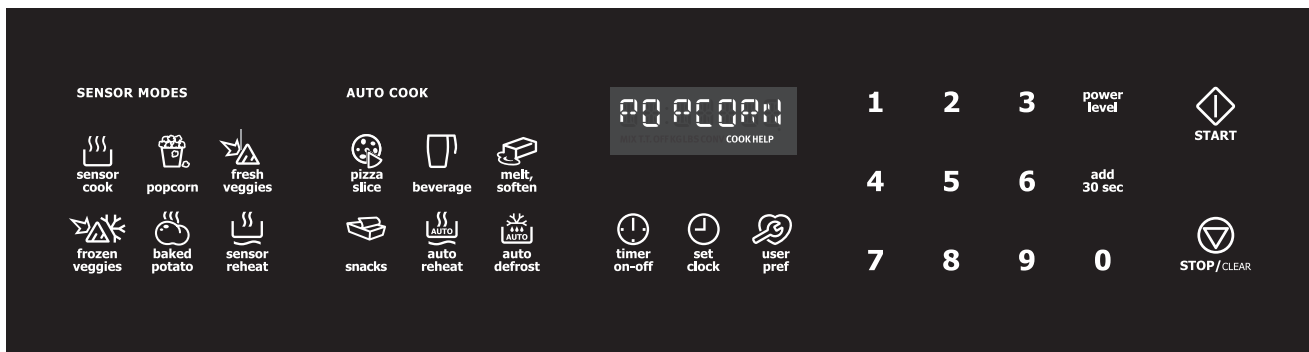 SENSOR MODES
sensor
cook
popcorn
fresh
veggies
frozen
veggies
baked
potato
sensor
reheat
AUTO COOK
pizza
slice
beverage
melt,
soften
snacks
AUTO
auto
reheat
AUTO
auto
defrost
POPCORN
COOK HELP
timer
on-off
set
clock
user
pref
1 2 3 power
level
4 5 6 add
30 sec
7 8 9 0
START
STOP/CLEAR